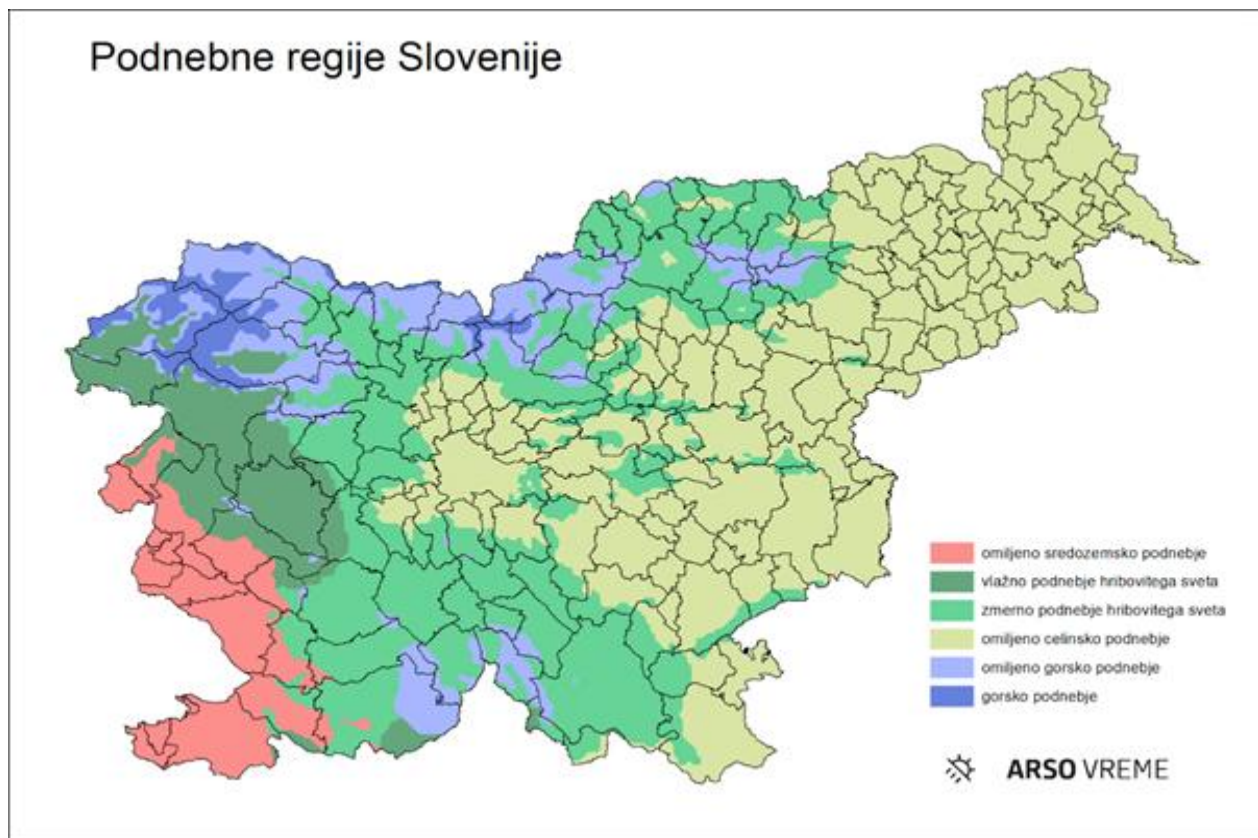 Podnebne regije Slovenije
omiljeno sredozemsko podnebje
vlažno podnebje hribovitega sveta
zmerno podnebje hribovitega sveta
omiljeno celinsko podnebje
omiljeno gorsko podnebje
gorsko podnebje
ARSO VREME